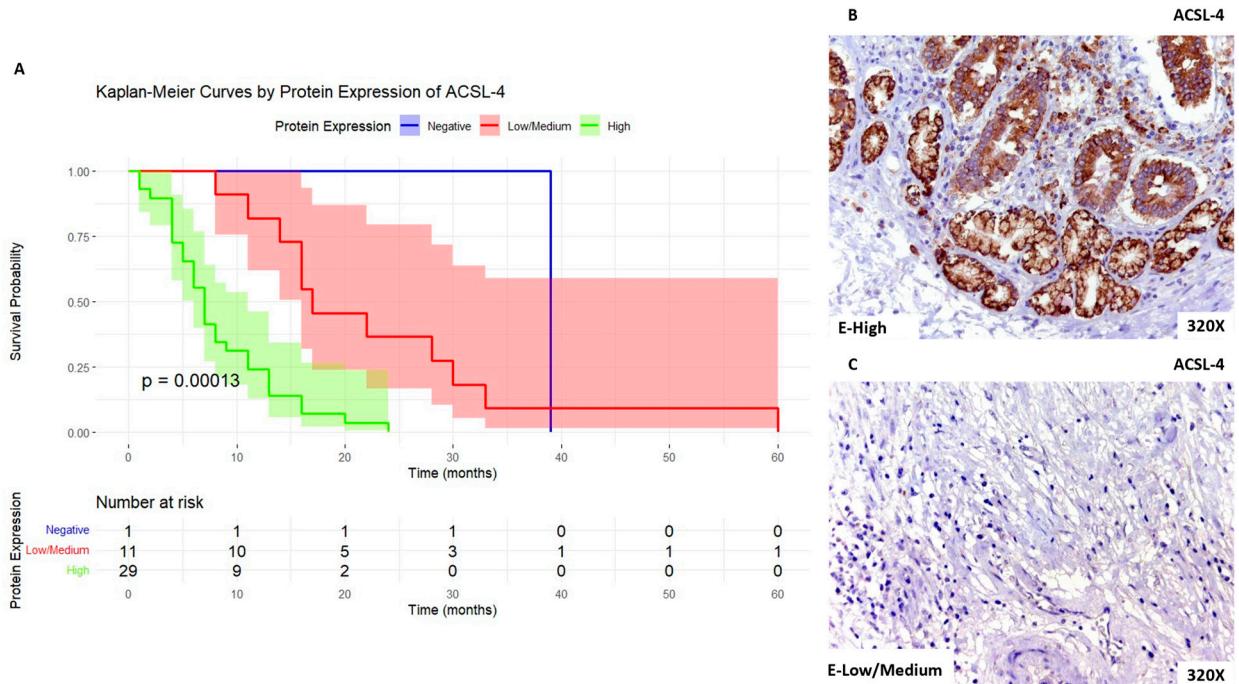 A
Kaplan-Meier Curves by Protein Expression of ACSL-4
Protein Expression Negative Low/Medium High
Survival Probability
1.00
0.75
0.50
0.25
0.00
p = 0.00013
0 10 20 30 40 50 60
Time (months)
Number at risk
Protein Expression
Negative 1 1 1 1 0 0 0
Low/Medium 11 10 5 3 1 1 1
High 29 9 2 0 0 0 0
0 10 20 30 40 50 60
Time (months)
B ACSL-4
E-High 320X
C ACSL-4
E-Low/Medium 320X